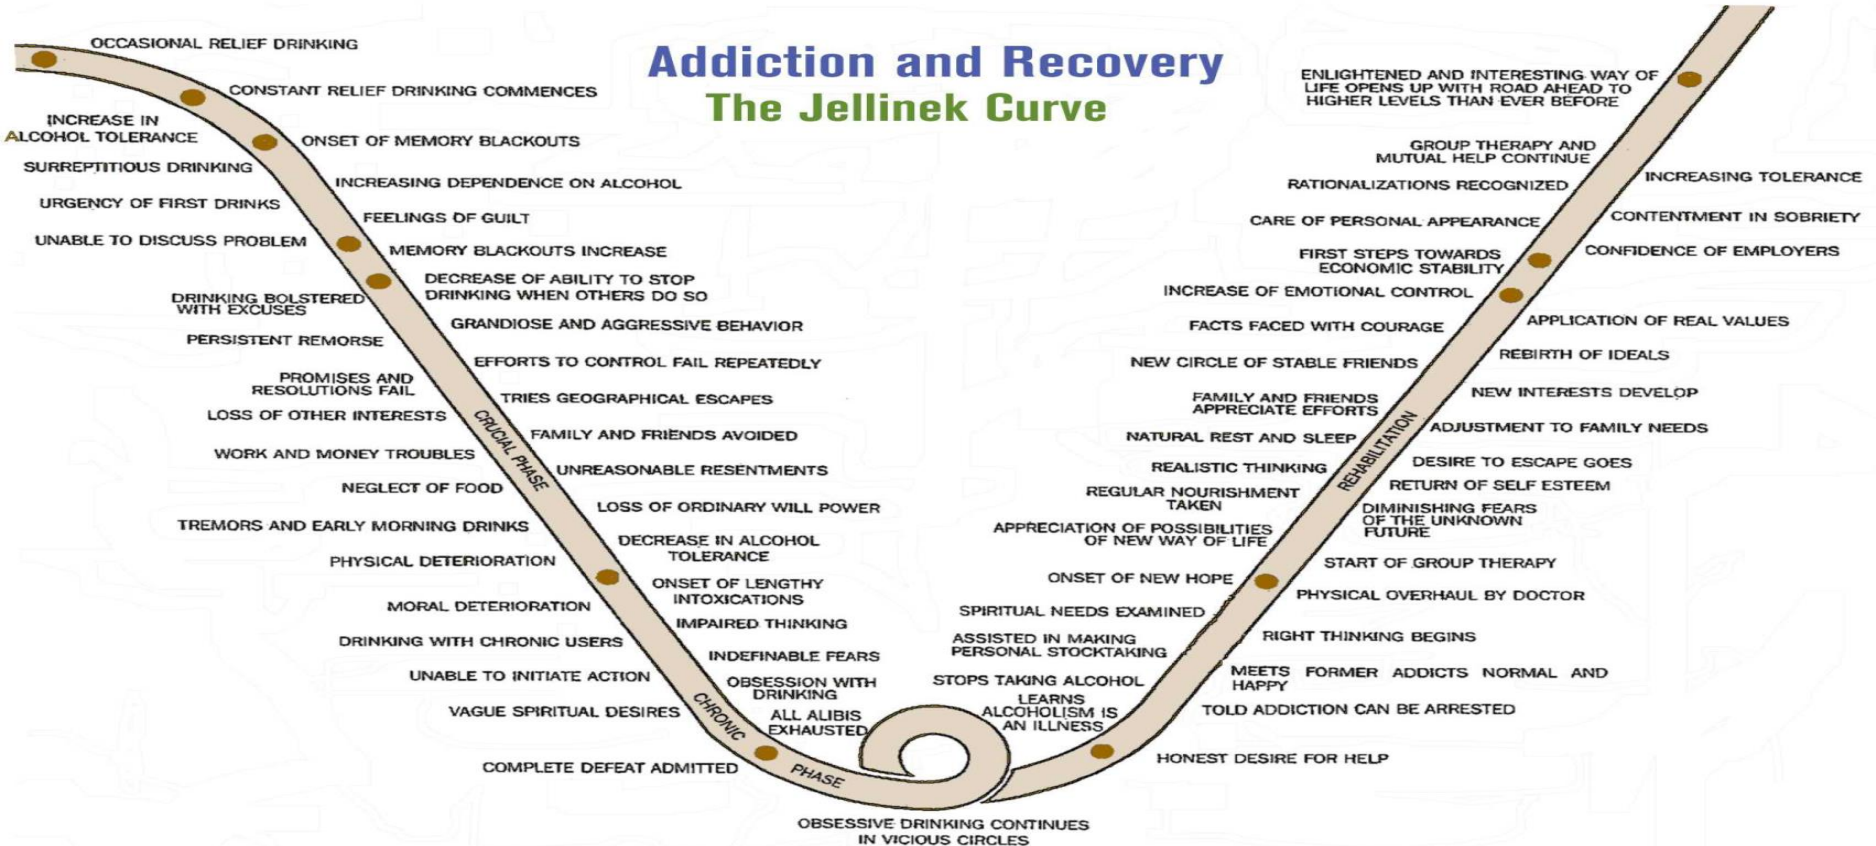 Addiction and Recovery
The Jellinek Curve
OCCASIONAL RELIEF DRINKING
CONSTANT RELIEF DRINKING COMMENCES
INCREASE IN
ALCOHOL TOLERANCE
ONSET OF MEMORY BLACKOUTS
SURREPTITIOUS DRINKING
INCREASING DEPENDENCE ON ALCOHOL
URGENCY OF FIRST DRINKS
FEELINGS OF GUILT
UNABLE TO DISCUSS PROBLEM
MEMORY BLACKOUTS INCREASE
DECREASE OF ABILITY TO STOP
DRINKING WHEN OTHERS DO SO
DRINKING BOLSTERED
WITH EXCUSES
GRANDIOSE AND AGGRESSIVE BEHAVIOR
PERSISTENT REMORSE
EFFORTS TO CONTROL FAIL REPEATEDLY
PROMISES AND
RESOLUTIONS FAIL
TRIES GEOGRAPHICAL ESCAPES
LOSS OF OTHER INTERESTS
CRUCIAL PHASE
FAMILY AND FRIENDS AVOIDED
WORK AND MONEY TROUBLES
UNREASONABLE RESENTMENTS
NEGLECT OF FOOD
LOSS OF ORDINARY WILL POWER
TREMORS AND EARLY MORNING DRINKS
DECREASE IN ALCOHOL
TOLERANCE
PHYSICAL DETERIORATION
ONSET OF LENGTHY
INTOXICATIONS
MORAL DETERIORATION
IMPAIRED THINKING
DRINKING WITH CHRONIC USERS
INDEFINABLE FEARS
UNABLE TO INITIATE ACTION
OBSESSION WITH
DRINKING
VAGUE SPIRITUAL DESIRES
CHRONIC
ALL ALIBIS
EXHAUSTED
COMPLETE DEFEAT ADMITTED
PHASE
OBSESSIVE DRINKING CONTINUES
IN VICIOUS CIRCLES
ENLIGHTENED AND INTERESTING WAY OF
LIFE OPENS UP WITH ROAD AHEAD TO
HIGHER LEVELS THAN EVER BEFORE
GROUP THERAPY AND
MUTUAL HELP CONTINUE
INCREASING TOLERANCE
RATIONALIZATIONS RECOGNIZED
CONTENTMENT IN SOBRIETY
CARE OF PERSONAL APPEARANCE
CONFIDENCE OF EMPLOYERS
FIRST STEPS TOWARDS
ECONOMIC STABILITY
INCREASE OF EMOTIONAL CONTROL
APPLICATION OF REAL VALUES
FACTS FACED WITH COURAGE
REBIRTH OF IDEALS
NEW CIRCLE OF STABLE FRIENDS
NEW INTERESTS DEVELOP
FAMILY AND FRIENDS
APPRECIATE EFFORTS
ADJUSTMENT TO FAMILY NEEDS
NATURAL REST AND SLEEP
REHABILITATION
DESIRE TO ESCAPE GOES
REALISTIC THINKING
RETURN OF SELF ESTEEM
REGULAR NOURISHMENT
TAKEN
DIMINISHING FEARS
OF THE UNKNOWN
FUTURE
APPRECIATION OF POSSIBILITIES
OF NEW WAY OF LIFE
START OF GROUP THERAPY
ONSET OF NEW HOPE
PHYSICAL OVERHAUL BY DOCTOR
SPIRITUAL NEEDS EXAMINED
RIGHT THINKING BEGINS
ASSISTED IN MAKING
PERSONAL STOCKTAKING
MEETS FORMER ADDICTS NORMAL AND
HAPPY
STOPS TAKING ALCOHOL
TOLD ADDICTION CAN BE ARRESTED
LEARNS
ALCOHOLISM IS
AN ILLNESS
HONEST DESIRE FOR HELP